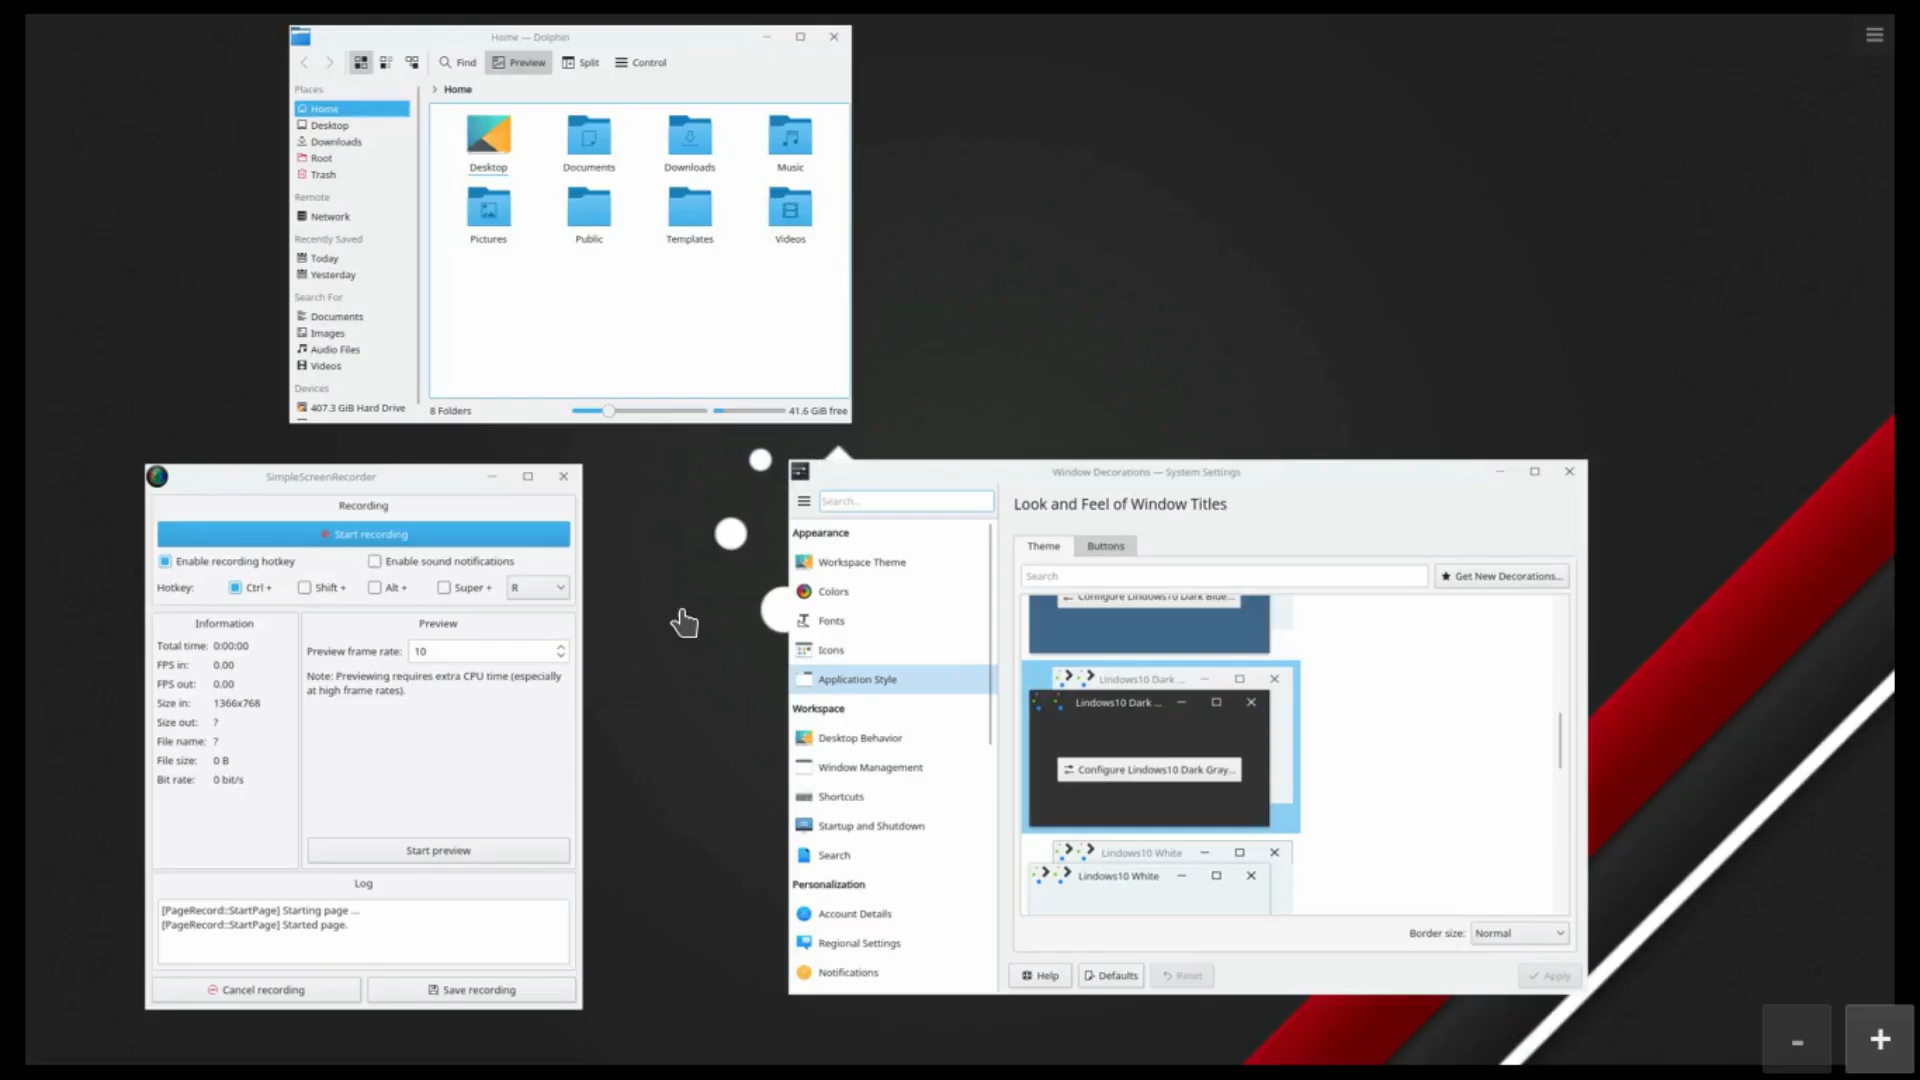 Home — Dolphin
Find
Preview
Split
Control
Places
Home
Desktop
Downloads
Root
Trash
Remote
Network
Recently Saved
Today
Yesterday
Search For
Documents
Images
Audio Files
Videos
Devices
407.3 GiB Hard Drive
> Home
Desktop
Documents
Downloads
Music
Pictures
Public
Templates
Videos
8 Folders
41.6 GiB free
SimpleScreenRecorder
Recording
Start recording
Enable recording hotkey
Enable sound notifications
Hotkey:
Ctrl +
Shift +
Alt +
Super +
R
Information
Total time: 0:00:00
FPS in: 0.00
FPS out: 0.00
Size in: 1366x768
Size out: ?
File name: ?
File size: 0 B
Bit rate: 0 bit/s
Preview
Preview frame rate: 10
Note: Previewing requires extra CPU time (especially
at high frame rates).
Start preview
Log
[PageRecord::StartPage] Starting page ...
[PageRecord::StartPage] Started page.
Cancel recording
Save recording
Window Decorations — System Settings
Search...
Appearance
Workspace Theme
Colors
Fonts
Icons
Application Style
Workspace
Desktop Behavior
Window Management
Shortcuts
Startup and Shutdown
Search
Personalization
Account Details
Regional Settings
Notifications
Look and Feel of Window Titles
Theme
Buttons
Search
Get New Decorations...
Configure Lindows10 Dark Blue...
Lindows10 Dark ...
Lindows10 Dark ...
Configure Lindows10 Dark Gray...
Lindows10 White
Lindows10 White
Border size: Normal
Help
Defaults
Reset
Apply
-
+